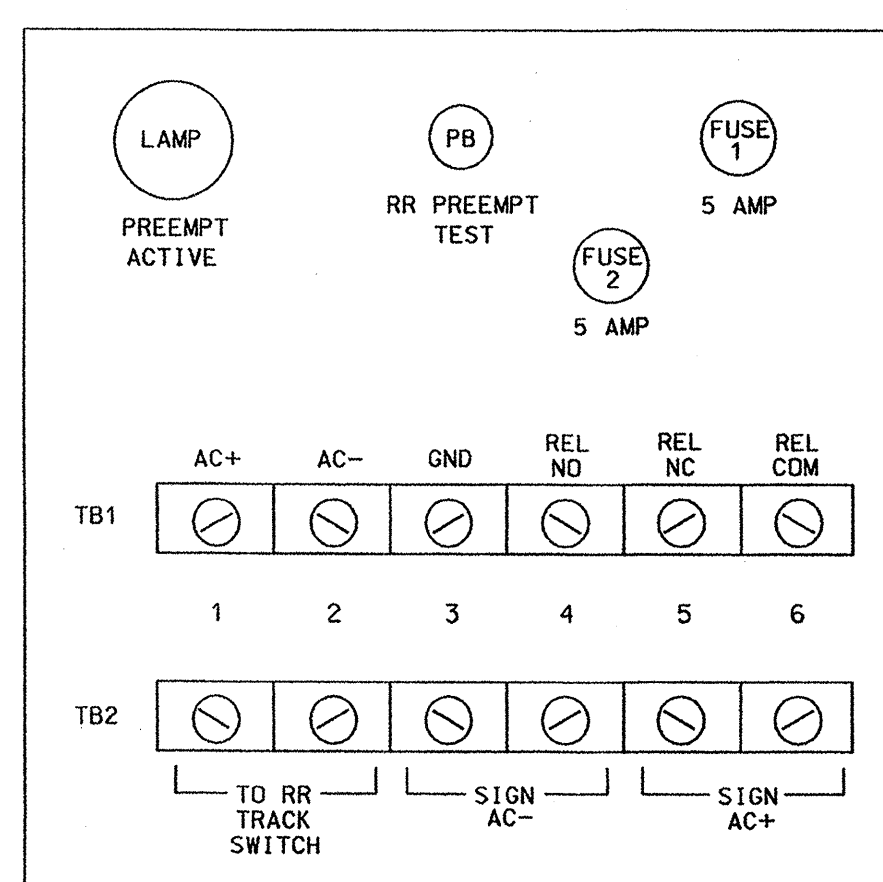 LAMP
PREEMPT
ACTIVE
PB
RR PREEMPT
TEST
FUSE
1
5 AMP
FUSE
2
5 AMP
AC+ AC- GND REL NO REL NC REL COM
TB1
1 2 3 4 5 6
TB2
TO RR
TRACK
SWITCH
SIGN
AC-
SIGN
AC+